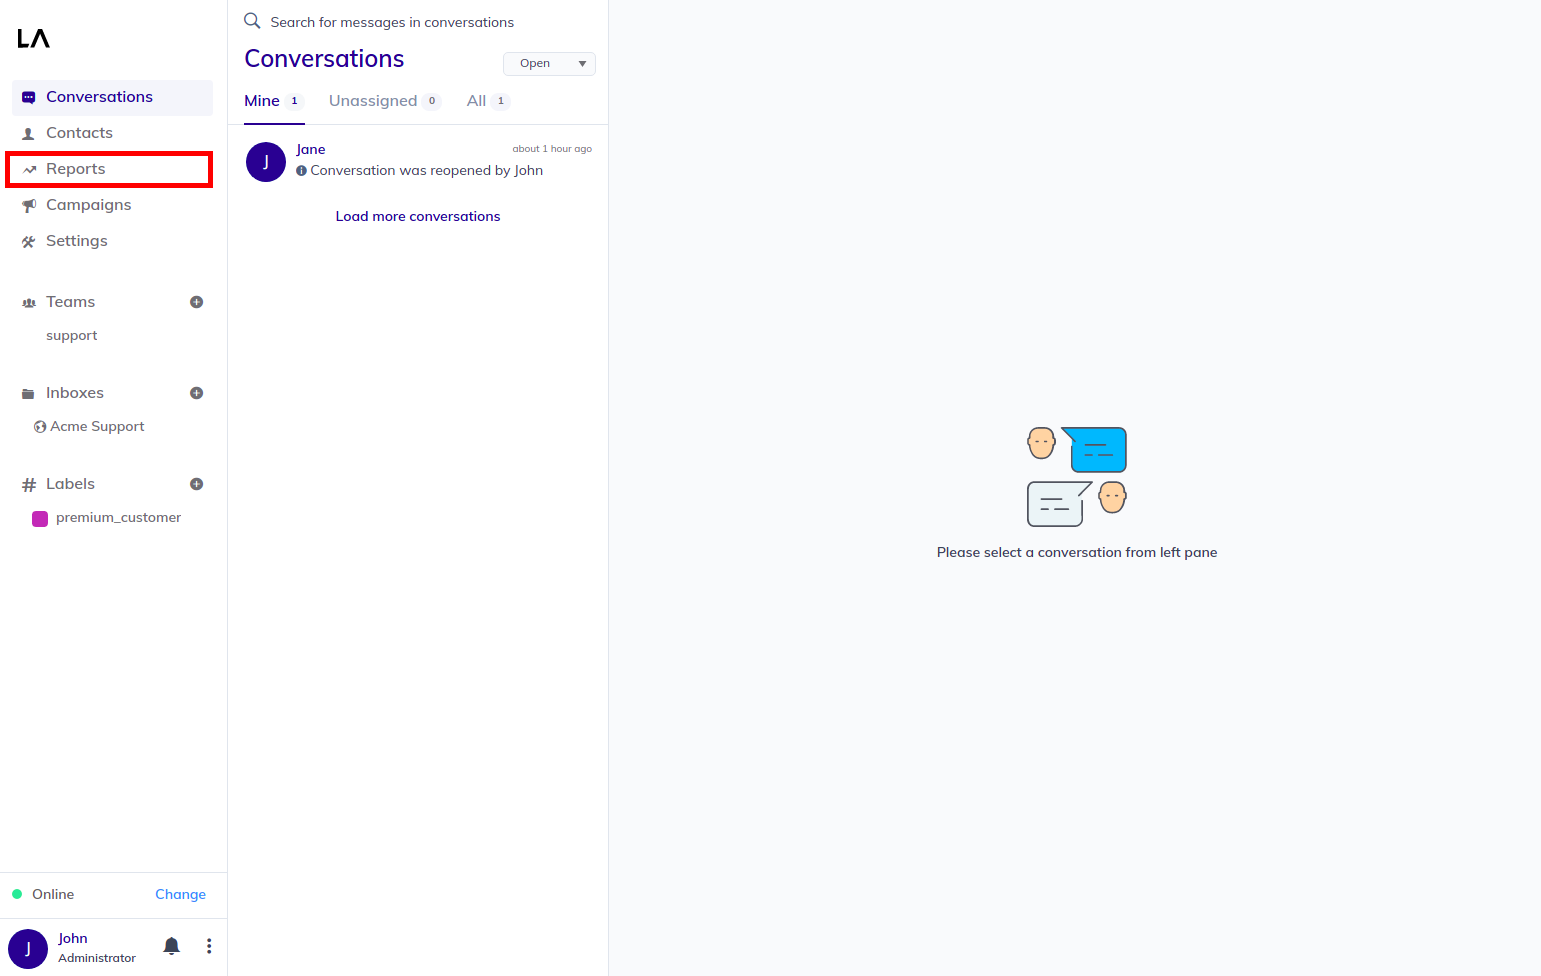 LA
Conversations
Contacts
Reports
Campaigns
Settings
Teams
support
Inboxes
Acme Support
Labels
premium_customer
Online Change
J John
Administrator
Search for messages in conversations
Conversations Open
Mine 1 Unassigned 0 All 1
J Jane about 1 hour ago
Conversation was reopened by John
Load more conversations
Please select a conversation from left pane